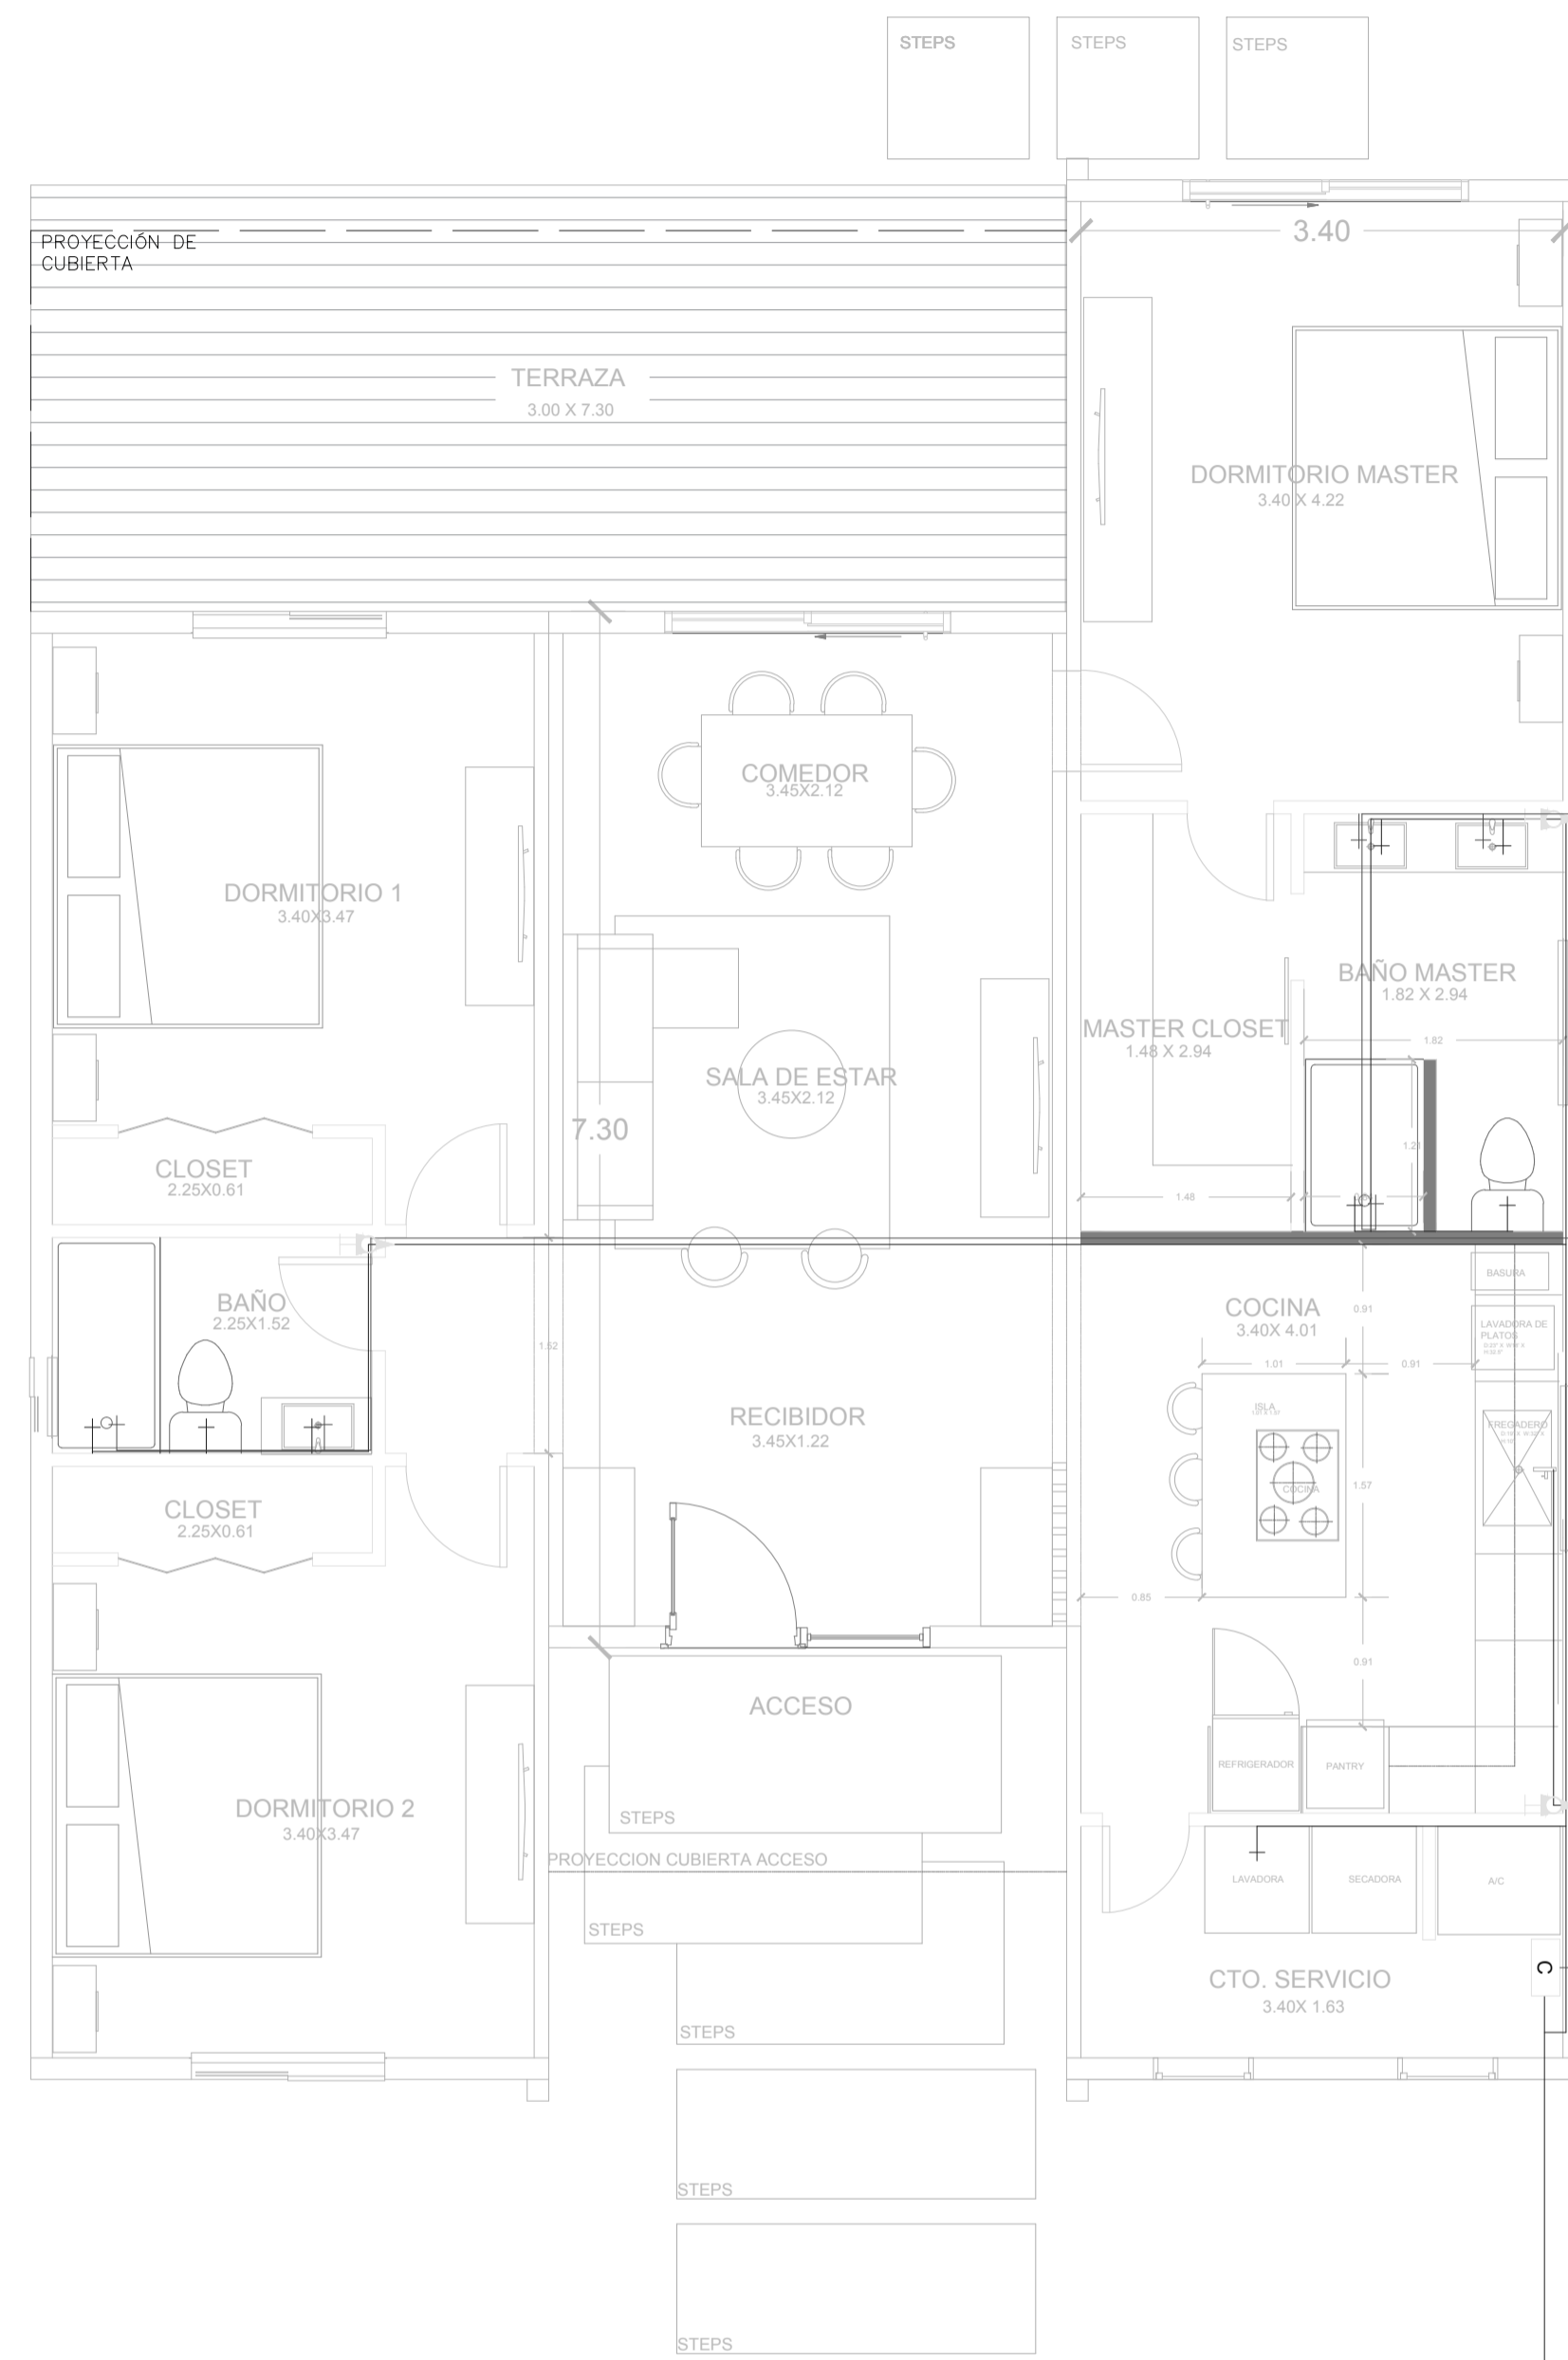 STEPS
STEPS
STEPS
PROYECCIÓN DE
CUBIERTA
3.40
TERRAZA
3.00 X 7.30
DORMITORIO MASTER
3.40 X 4.22
COMEDOR
3.45X2.12
DORMITORIO 1
3.40X3.47
BAÑO MASTER
1.82 X 2.94
MASTER CLOSET
1.48 X 2.94
1.82
SALA DE ESTAR
3.45X2.12
7.30
1.21
CLOSET
2.25X0.61
1.48
BASURA
BAÑO
2.25X1.52
COCINA
3.40X 4.01
0.91
LAVADORA DE
PLATOS
1.52
1.01
0.91
RECIBIDOR
3.45X1.22
ISLA
FREGADERO
COCINA
1.57
CLOSET
2.25X0.61
0.85
0.91
ACCESO
REFRIGERADOR
PANTRY
DORMITORIO 2
3.40X3.47
STEPS
PROYECCION CUBIERTA ACCESO
LAVADORA
SECADORA
A/C
STEPS
C
CTO. SERVICIO
3.40X 1.63
STEPS
STEPS
STEPS